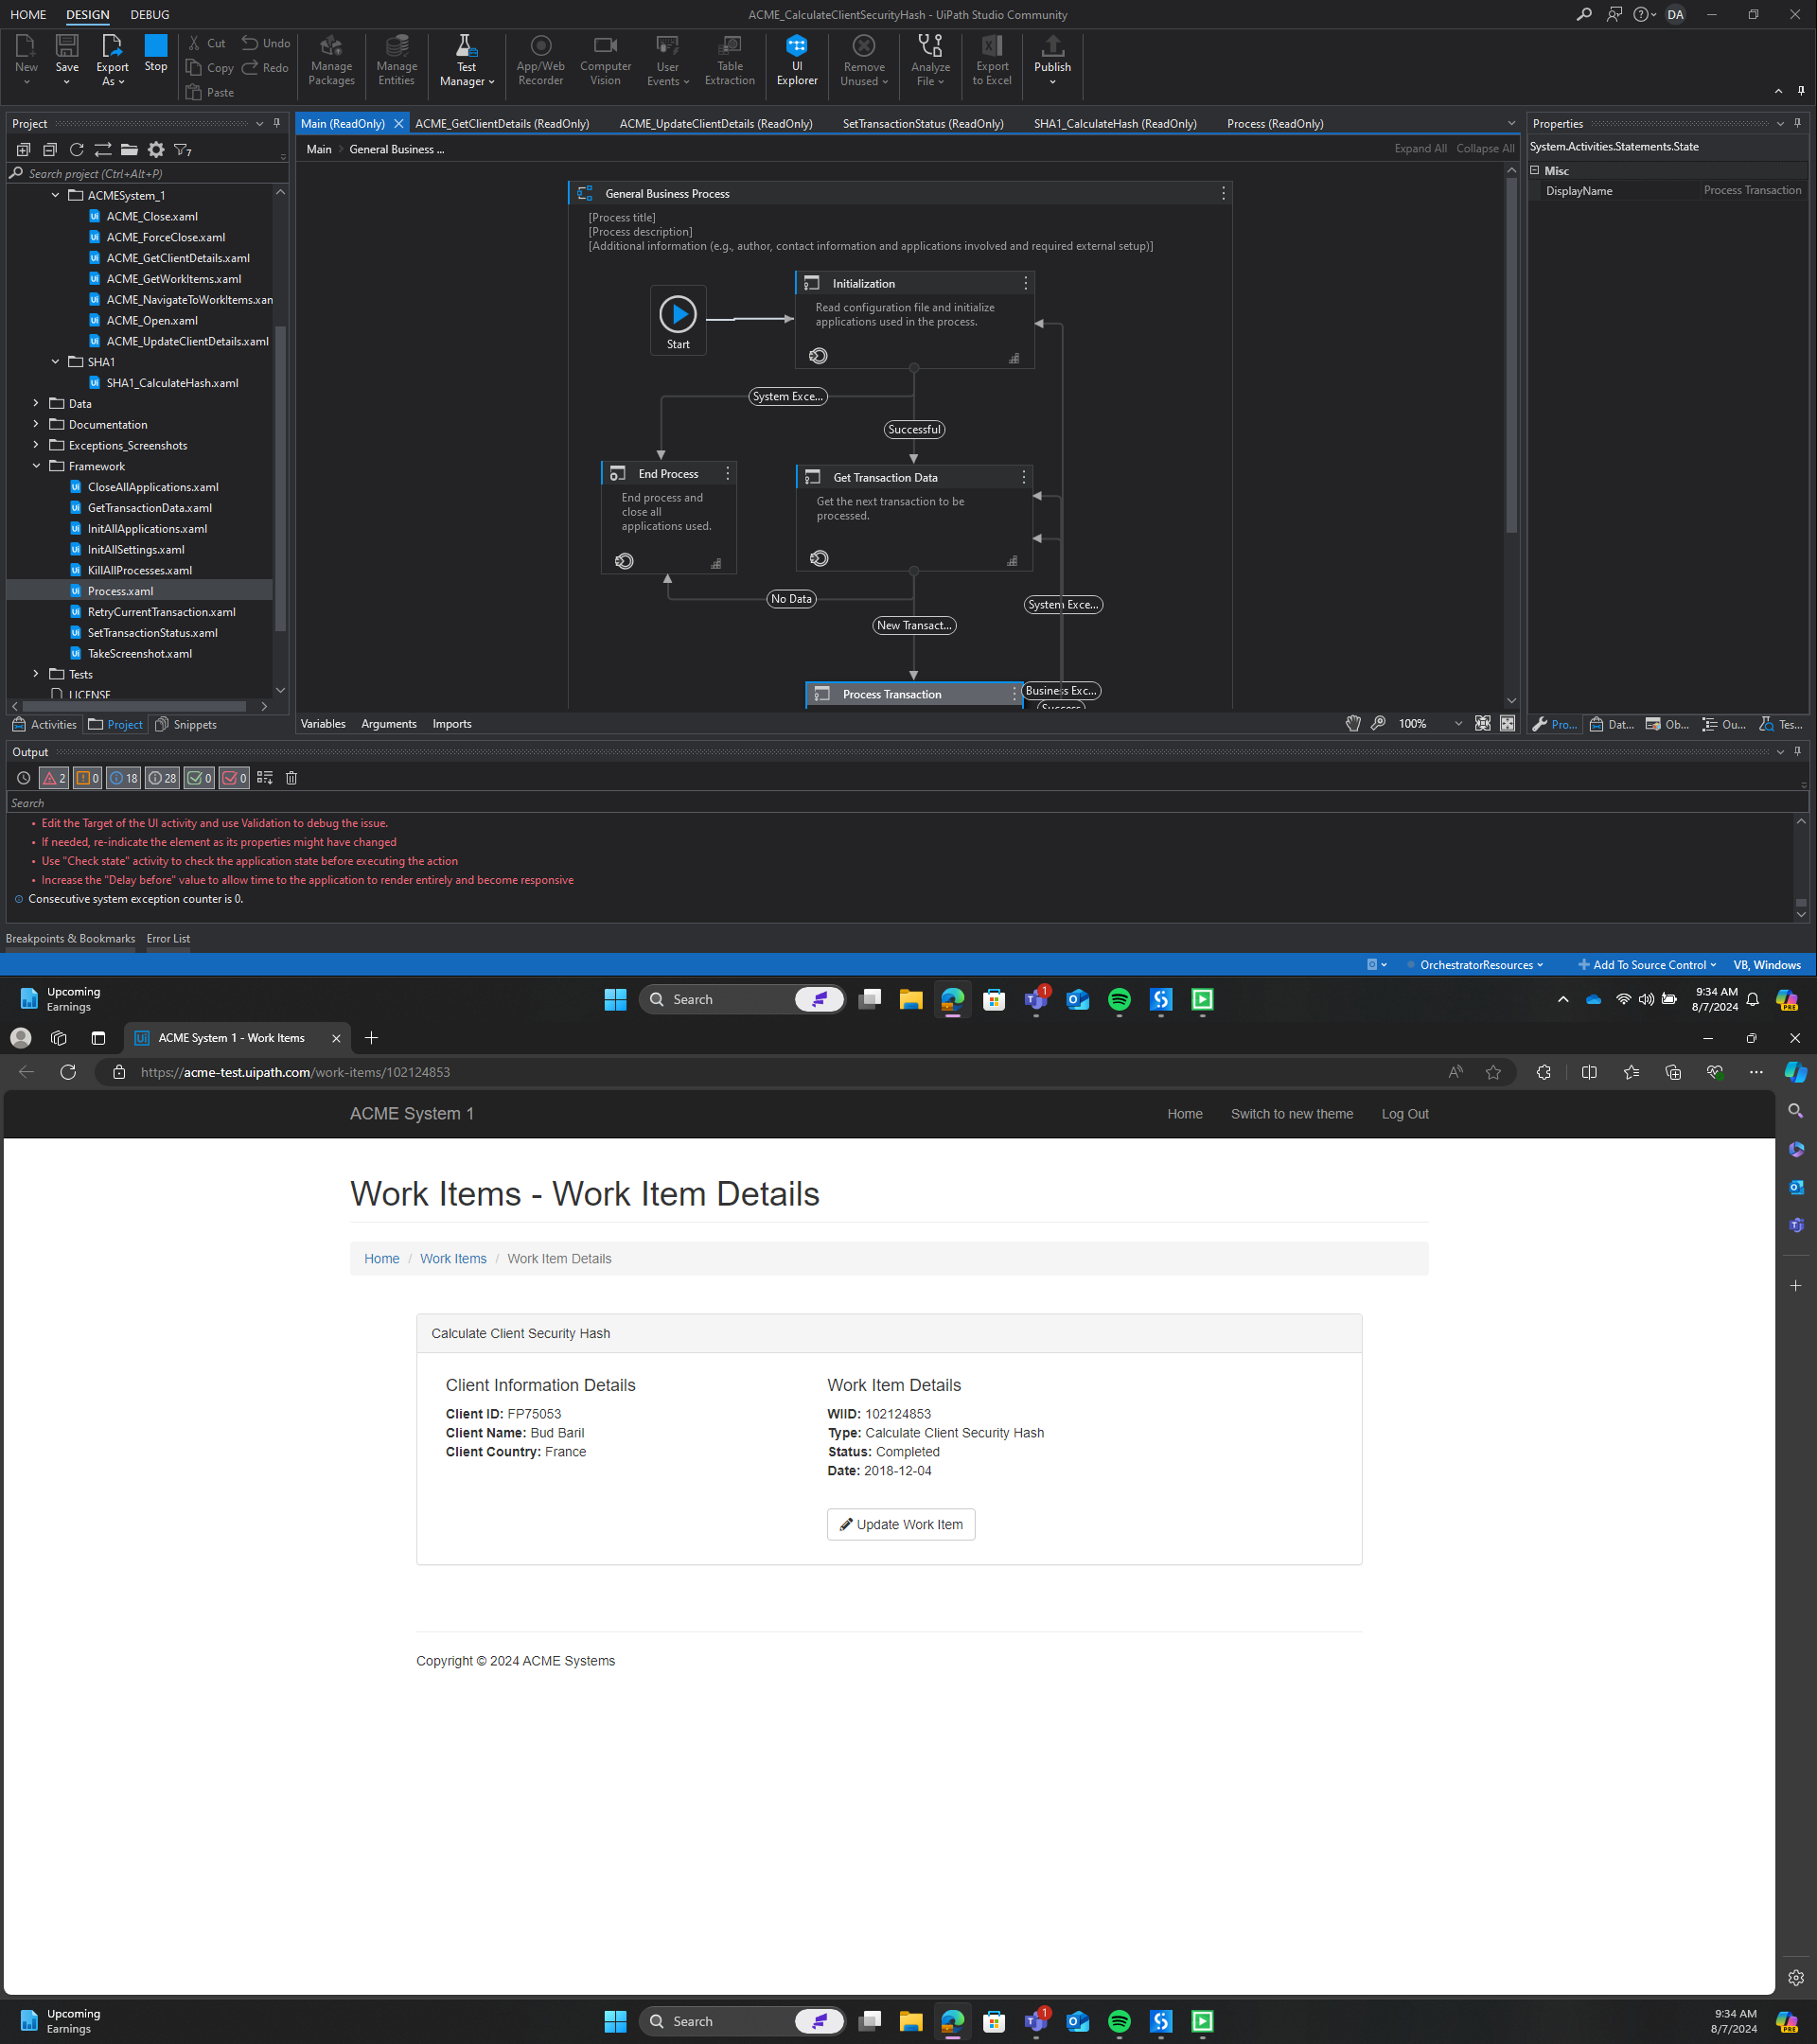 HOME DESIGN DEBUG
ACME_CalculateClientSecurityHash - UiPath Studio Community
DA
New
Save
Export As
Stop
Cut
Copy
Paste
Undo
Redo
Manage Packages
Manage Entities
Test Manager
App/Web Recorder
Computer Vision
User Events
Table Extraction
UI Explorer
Remove Unused
Analyze File
Export to Excel
Publish
Project
Search project (Ctrl+Alt+P)
ACMESystem_1
ACME_Close.xaml
ACME_ForceClose.xaml
ACME_GetClientDetails.xaml
ACME_GetWorkItems.xaml
ACME_NavigateToWorkItems.xan
ACME_Open.xaml
ACME_UpdateClientDetails.xaml
SHA1
SHA1_CalculateHash.xaml
Data
Documentation
Exceptions_Screenshots
Framework
CloseAllApplications.xaml
GetTransactionData.xaml
InitAllApplications.xaml
InitAllSettings.xaml
KillAllProcesses.xaml
Process.xaml
RetryCurrentTransaction.xaml
SetTransactionStatus.xaml
TakeScreenshot.xaml
Tests
LICENSE
Activities Project Snippets
Main (ReadOnly) ACME_GetClientDetails (ReadOnly) ACME_UpdateClientDetails (ReadOnly) SetTransactionStatus (ReadOnly) SHA1_CalculateHash (ReadOnly) Process (ReadOnly)
Main > General Business ...
Expand All Collapse All
General Business Process
[Process title]
[Process description]
[Additional information (e.g., author, contact information and applications involved and required external setup)]
Start
Initialization
Read configuration file and initialize
applications used in the process.
System Exce...
Successful
End Process
End process and
close all
applications used.
Get Transaction Data
Get the next transaction to be
processed.
No Data
System Exce...
New Transact...
Process Transaction
Business Exc...
Success
Variables Arguments Imports
100%
Properties
System.Activities.Statements.State
Misc
DisplayName Process Transaction
Pro... Dat... Ob... Ou... Tes...
Output
2 0 18 28 0 0
Search
• Edit the Target of the UI activity and use Validation to debug the issue.
• If needed, re-indicate the element as its properties might have changed
• Use "Check state" activity to check the application state before executing the action
• Increase the "Delay before" value to allow time to the application to render entirely and become responsive
Consecutive system exception counter is 0.
Breakpoints & Bookmarks Error List
OrchestratorResources Add To Source Control VB, Windows
Upcoming
Earnings
Search
1
9:34 AM
8/7/2024
PRE
ACME System 1 - Work Items
https://acme-test.uipath.com/work-items/102124853
ACME System 1
Home Switch to new theme Log Out
Work Items - Work Item Details
Home / Work Items / Work Item Details
Calculate Client Security Hash
Client Information Details
Client ID: FP75053
Client Name: Bud Baril
Client Country: France
Work Item Details
WIID: 102124853
Type: Calculate Client Security Hash
Status: Completed
Date: 2018-12-04
Update Work Item
Copyright © 2024 ACME Systems
Upcoming
Earnings
Search
1
9:34 AM
8/7/2024
PRE